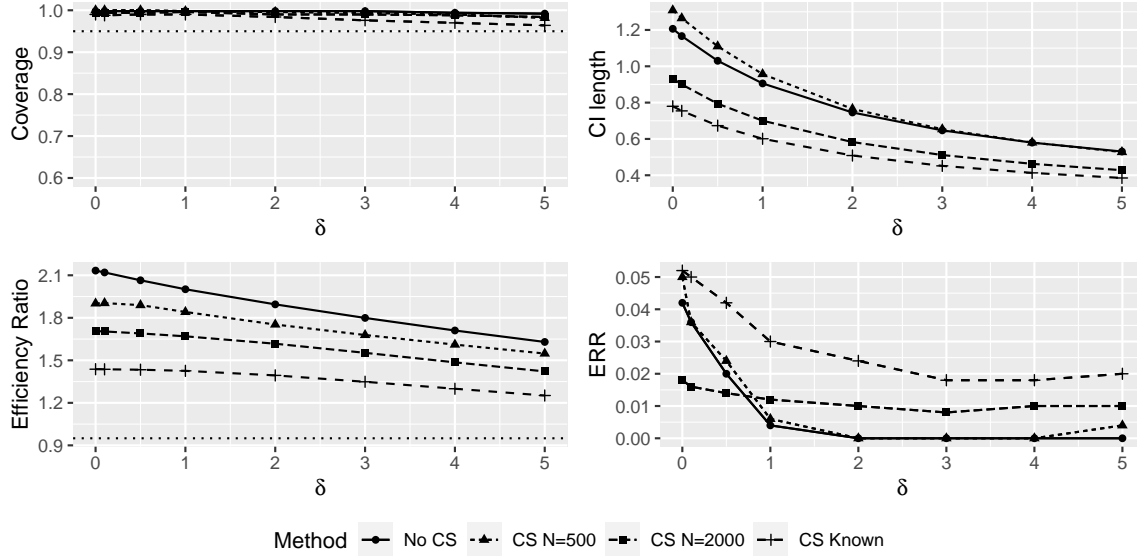 Coverage
1.0
0.9
0.8
0.7
0.6
0 1 2 3 4 5
δ
CI length
1.2
1.0
0.8
0.6
0.4
0 1 2 3 4 5
δ
Efficiency Ratio
2.1
1.8
1.5
1.2
0.9
0 1 2 3 4 5
δ
ERR
0.05
0.04
0.03
0.02
0.01
0.00
0 1 2 3 4 5
δ
Method No CS CS N=500 CS N=2000 CS Known